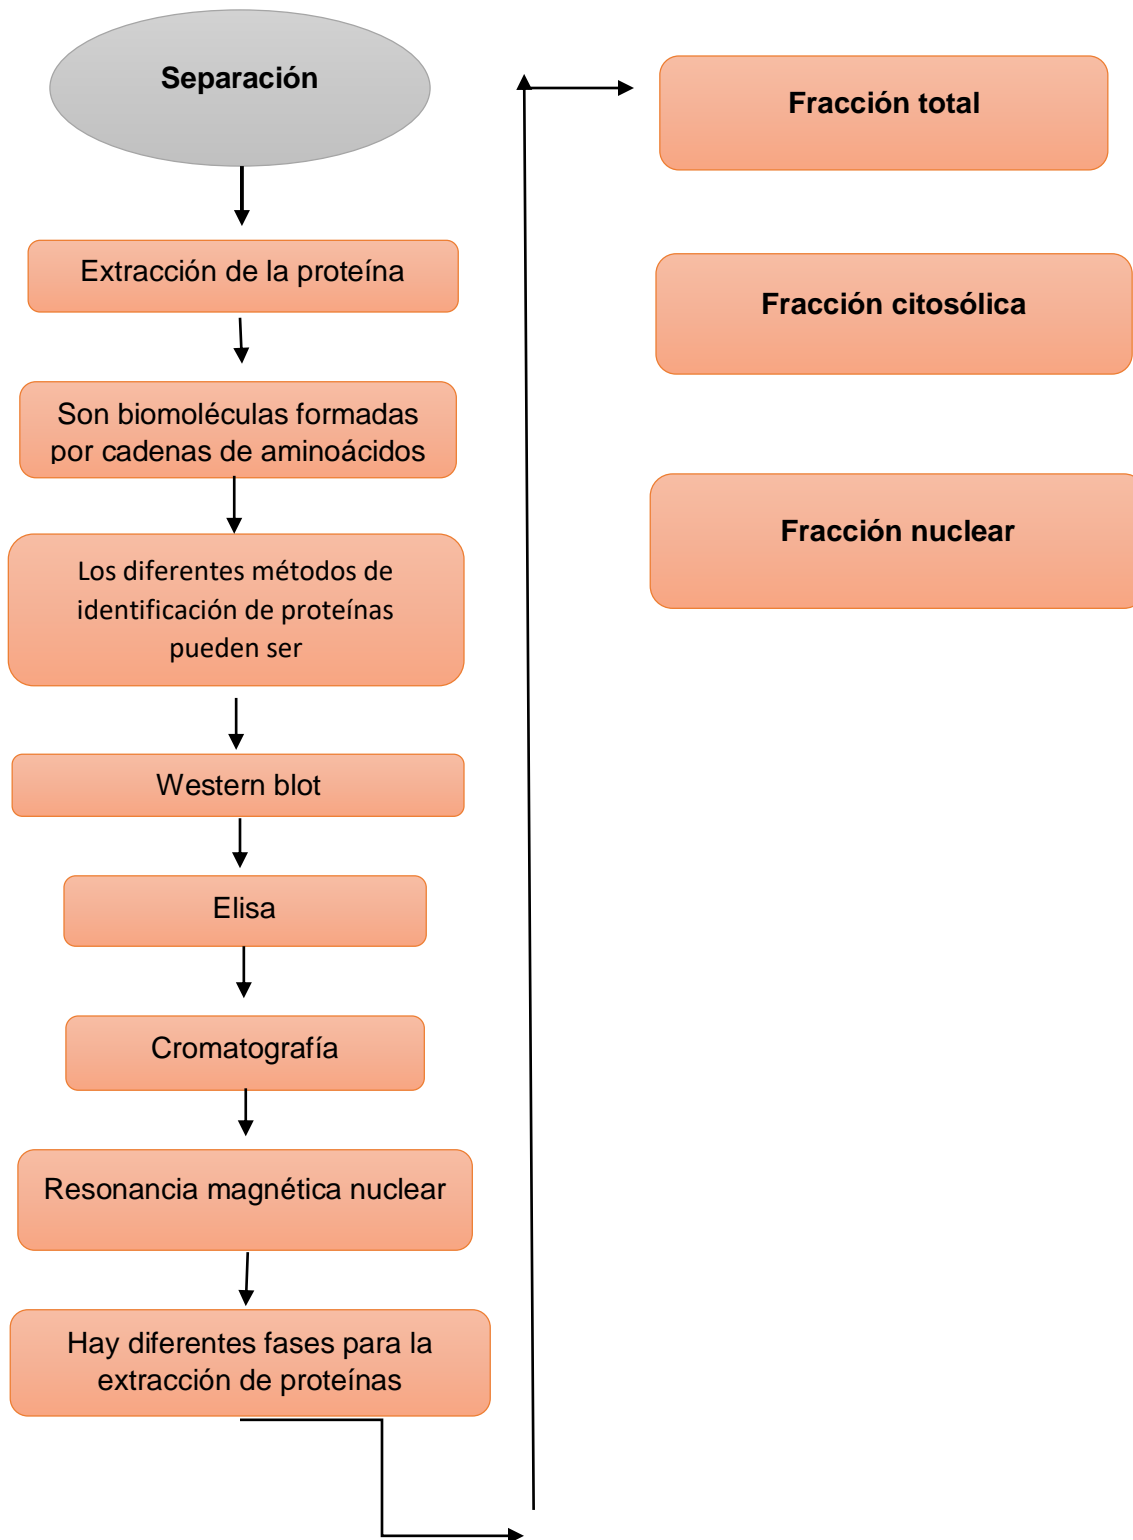 Separación
Extracción de la proteína
Son biomoléculas formadas
por cadenas de aminoácidos
Los diferentes métodos de
identificación de proteínas
pueden ser
Western blot
Elisa
Cromatografía
Resonancia magnética nuclear
Hay diferentes fases para la
extracción de proteínas
Fracción total
Fracción citosólica
Fracción nuclear